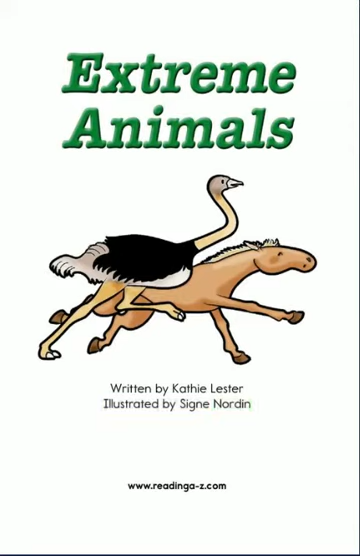 Extreme
Animals
Written by Kathie Lester
Illustrated by Signe Nordin
www.readinga-z.com